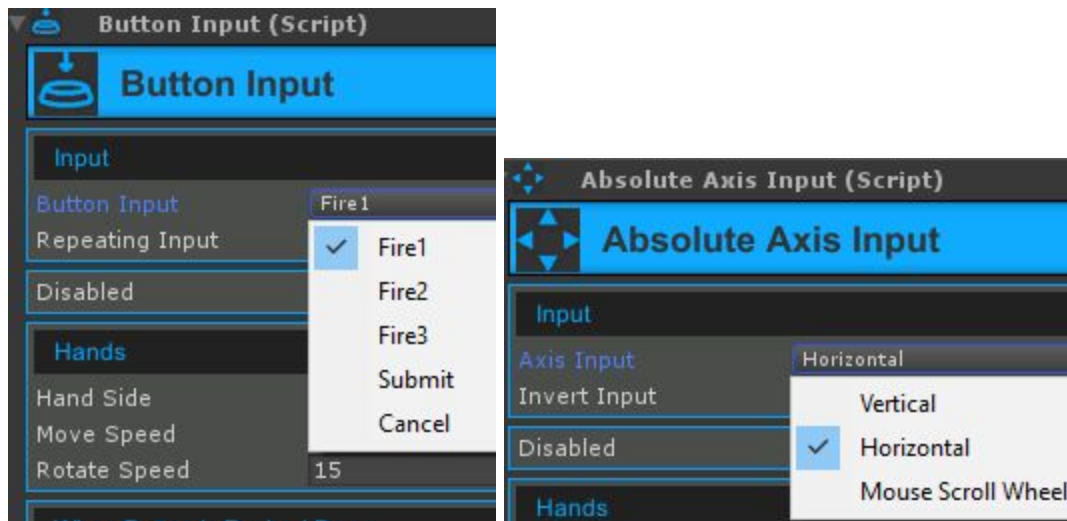 Button Input (Script)
Button Input
Input
Button Input Fire1
Repeating Input
Fire1
Fire2
Fire3
Submit
Cancel
Disabled
Hands
Hand Side
Move Speed
Rotate Speed 15
Absolute Axis Input (Script)
Absolute Axis Input
Input
Axis Input Horizontal
Invert Input
Vertical
Horizontal
Mouse Scroll Wheel
Disabled
Hands